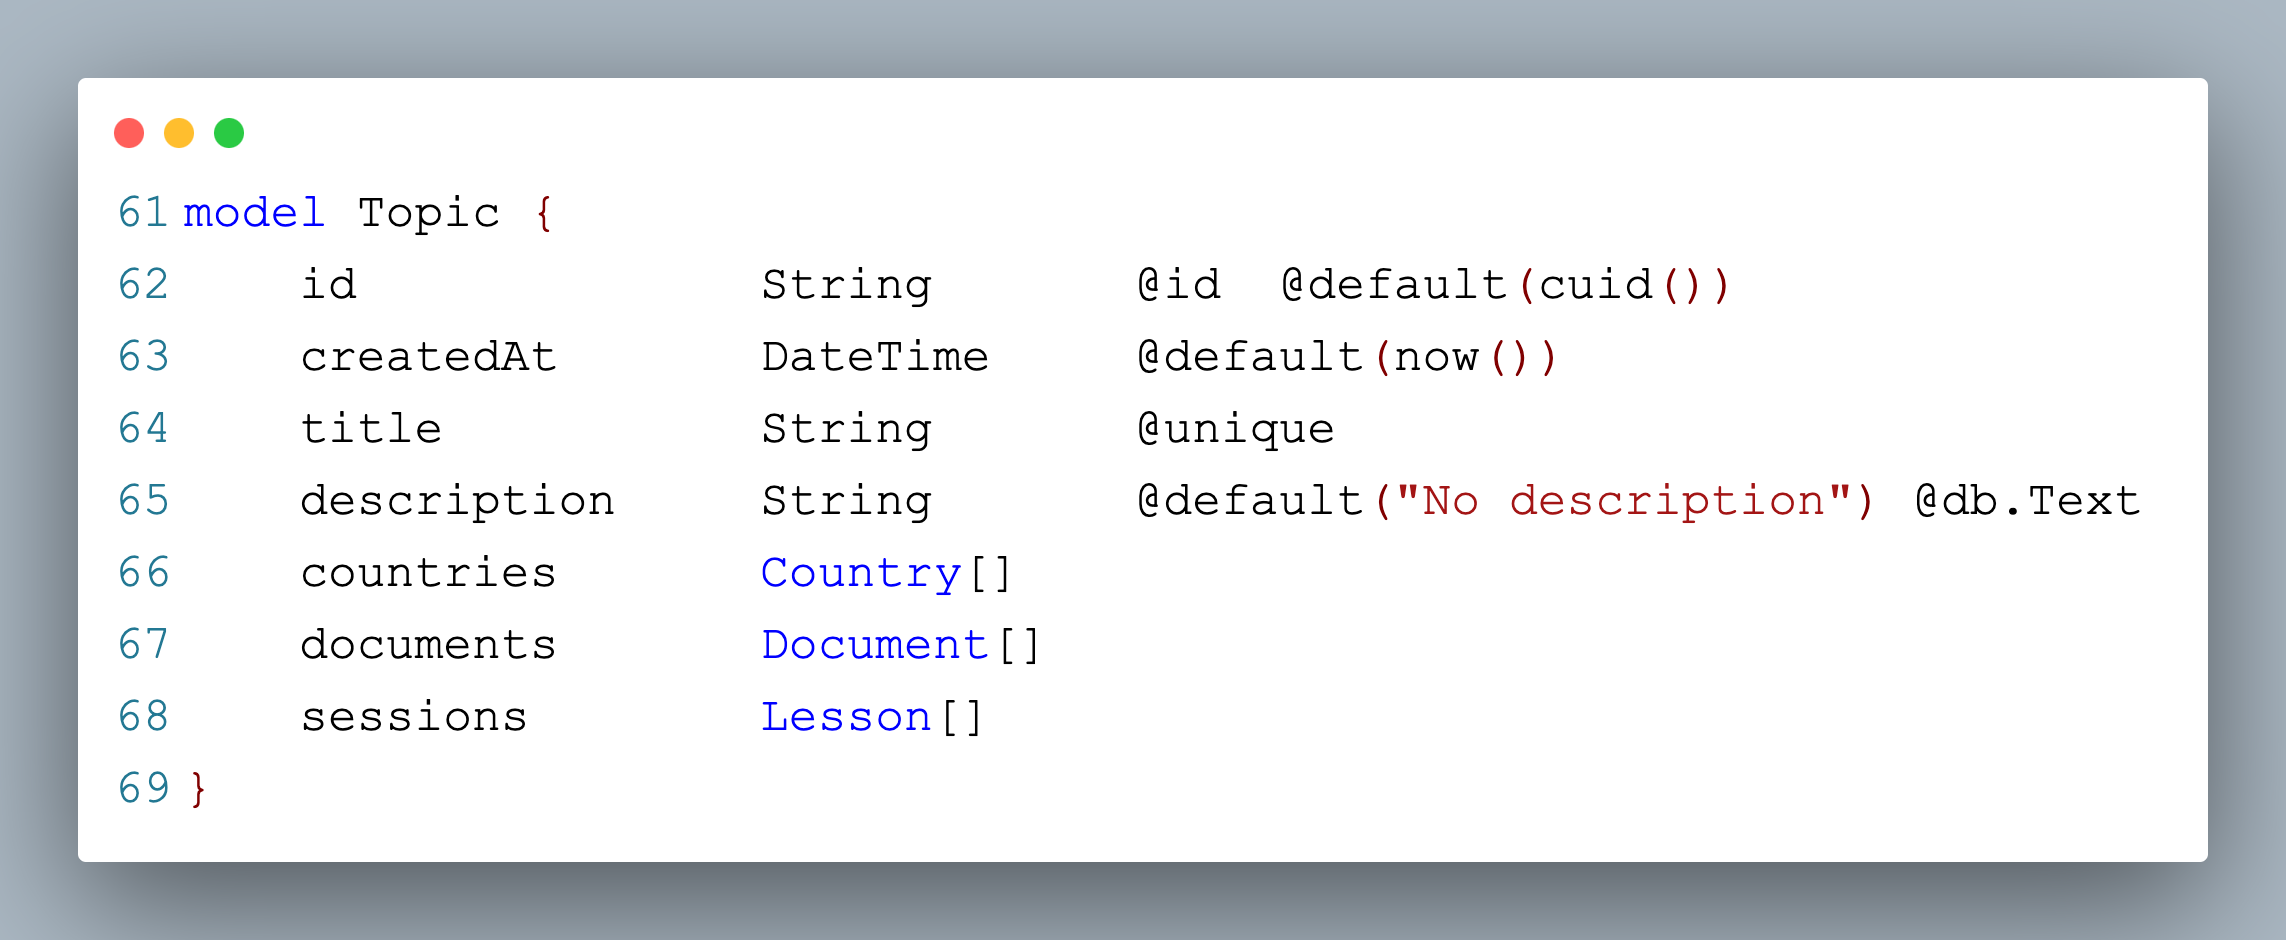 61 model Topic {
62     id              String       @id  @default(cuid())
63     createdAt       DateTime     @default(now())
64     title           String       @unique
65     description     String       @default("No description") @db.Text
66     countries       Country[]
67     documents       Document[]
68     sessions        Lesson[]
69 }